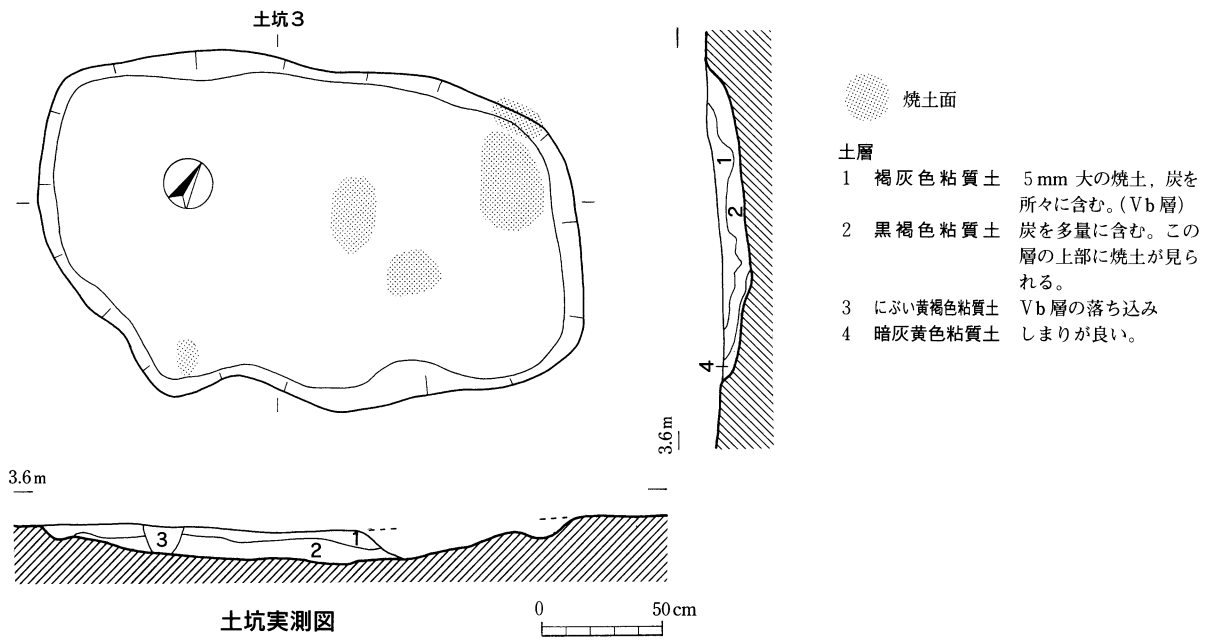 土坑3
焼土面
土層
1 褐灰色粘質土 5mm 大の焼土，炭を
所々に含む。(Vb層)
2 黒褐色粘質土 炭を多量に含む。この
層の上部に焼土が見ら
れる。
3 にぶい黄褐色粘質土 Vb層の落ち込み
4 暗灰黄色粘質土 しまりが良い。
1
2
4
3.6m
3.6m
3
1
2
土坑実測図
0 50cm